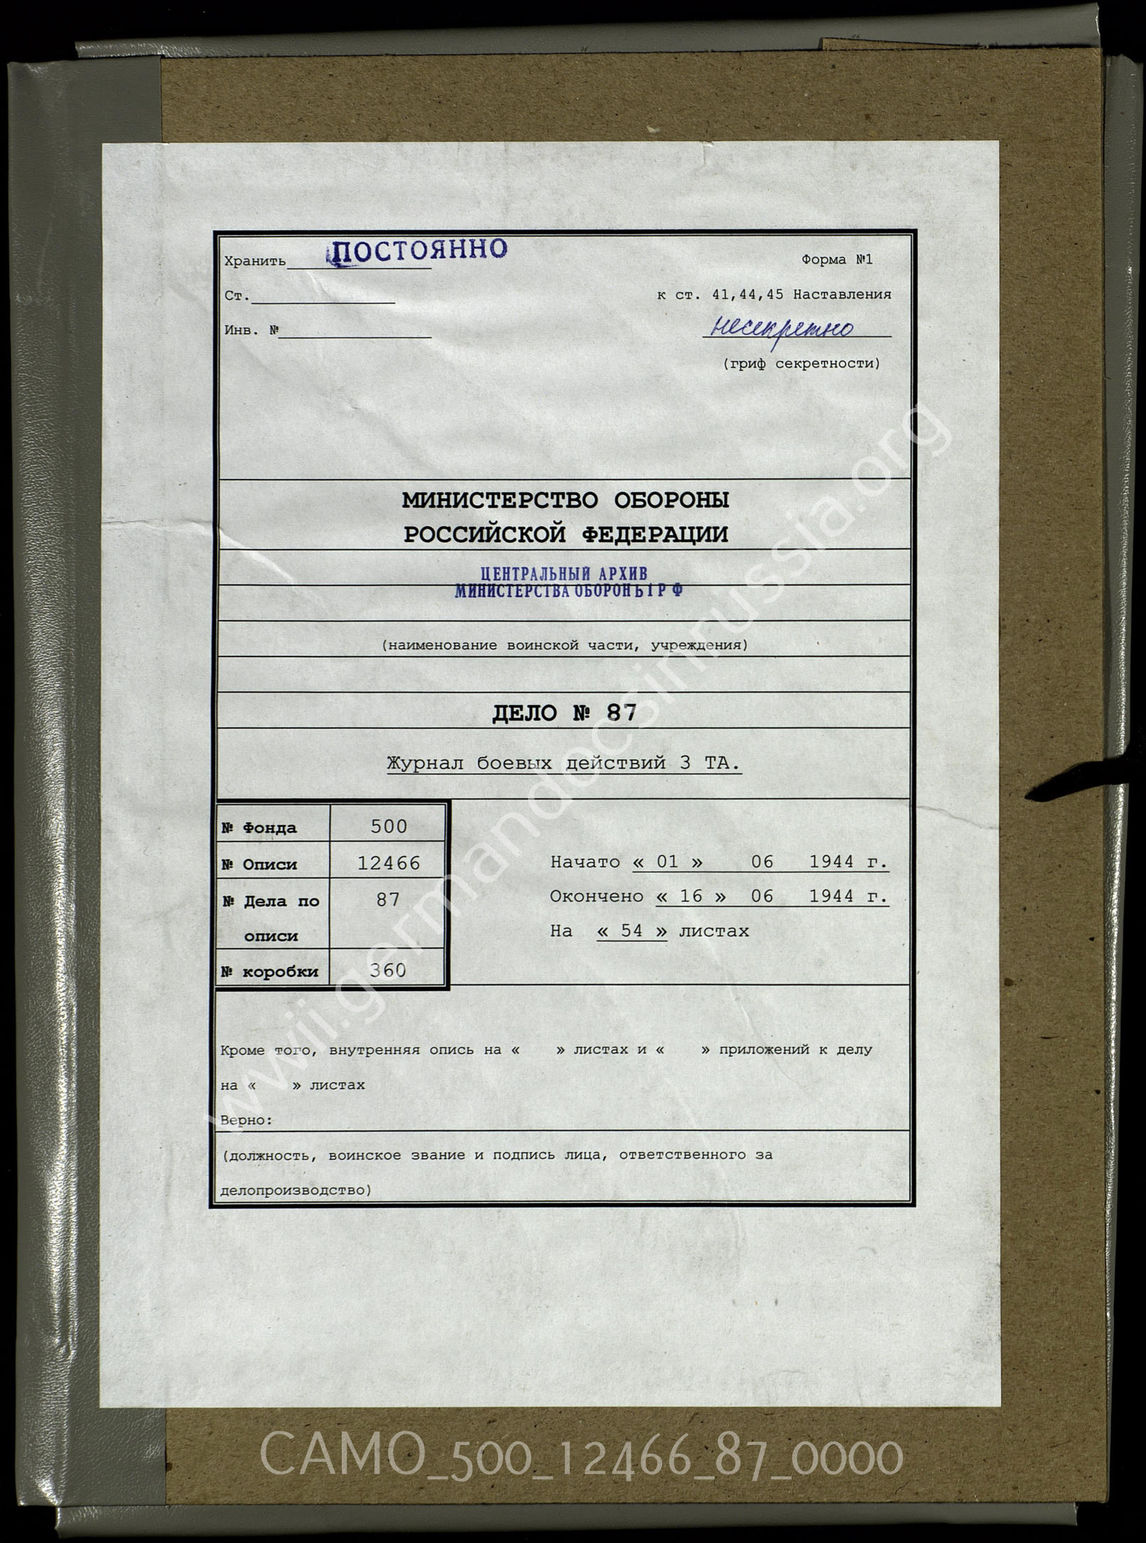 Хранить ПОСТОЯННО
Форма №1
Ст.
к ст. 41,44,45 Наставления
Инв. №
несекретно
(гриф секретности)
МИНИСТЕРСТВО ОБОРОНЫ
РОССИЙСКОЙ ФЕДЕРАЦИИ
ЦЕНТРАЛЬНЫЙ АРХИВ
МИНИСТЕРСТВА ОБОРОНЫ РФ
(наименование воинской части, учреждения)
ДЕЛО № 87
Журнал боевых действий 3 ТА.
№ Фонда 500
№ Описи 12466
№ Дела по описи 87
№ коробки 360
Начато « 01 » 06 1944 г.
Окончено « 16 » 06 1944 г.
На « 54 » листах
Кроме того, внутренняя опись на « » листах и « » приложений к делу
на « » листах
Верно:
(должность, воинское звание и подпись лица, ответственного за
делопроизводство)
wwii.germandocsinrussia.org
CAMO_500_12466_87_0000